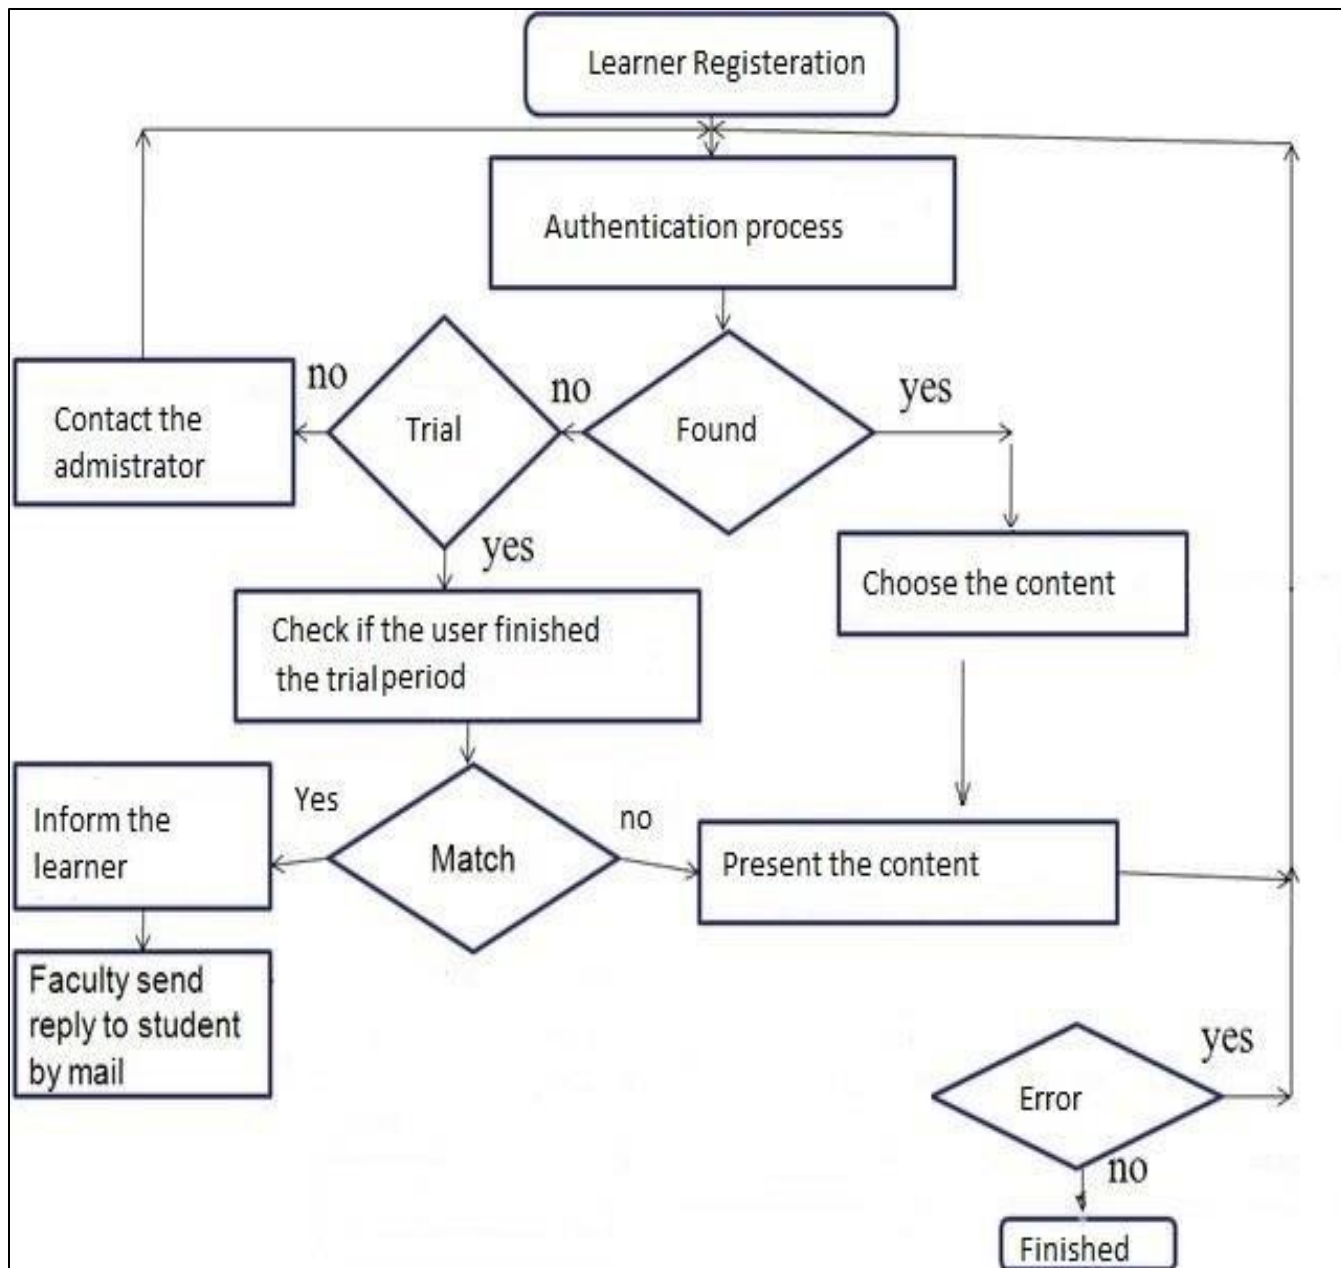 Learner Registeration
Authentication process
no
Trial
no
Found
yes
Contact the
admistrator
yes
Choose the content
Check if the user finished
the trial period
Yes
Match
no
Inform the
learner
Present the content
Faculty send
reply to student
by mail
Error
yes
no
Finished